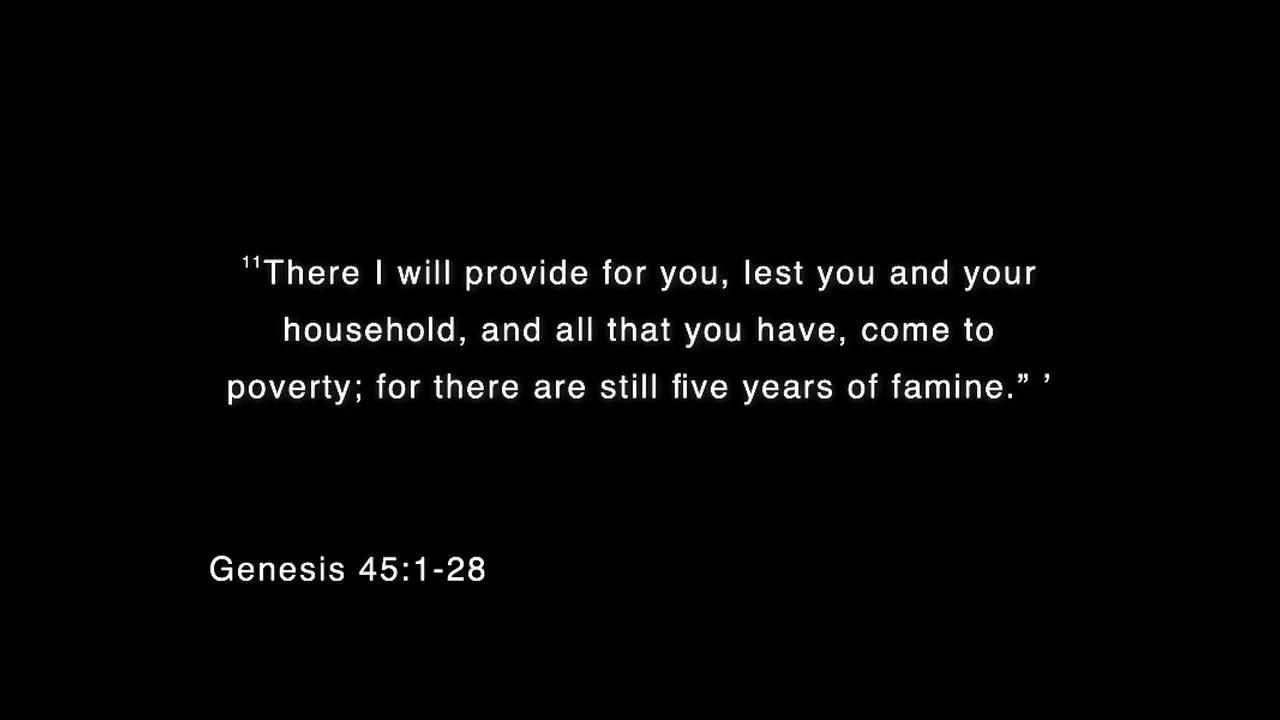 ¹¹There I will provide for you, lest you and your
household, and all that you have, come to
poverty; for there are still five years of famine.” ’
Genesis 45:1-28